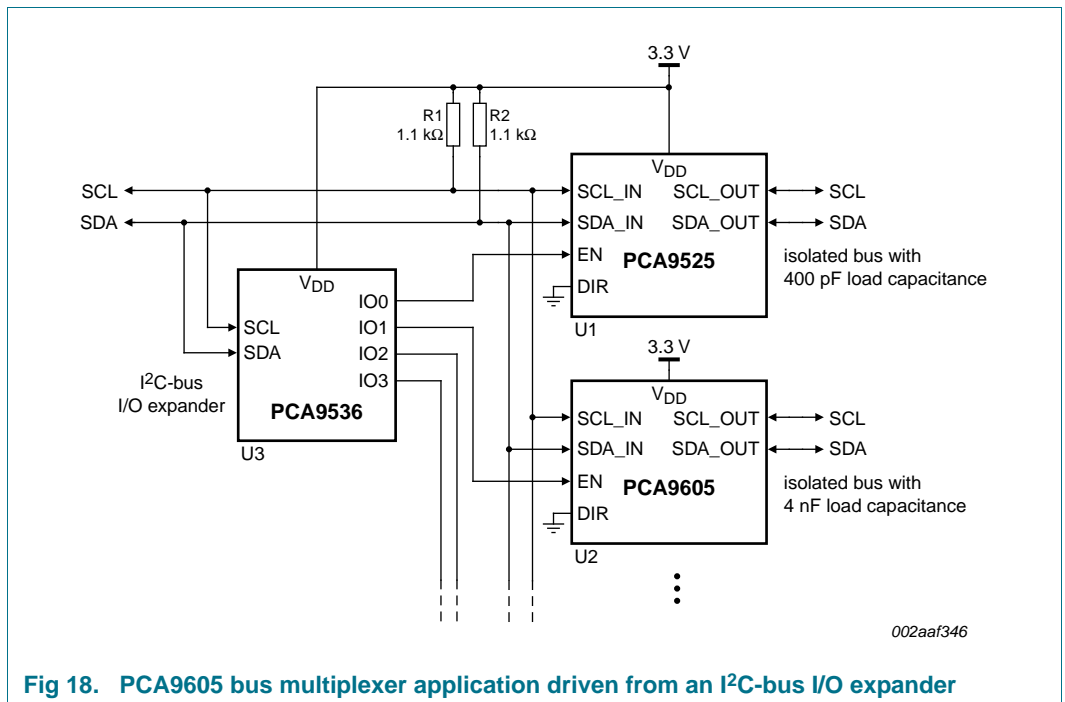 3.3 V
R1
1.1 kΩ
R2
1.1 kΩ
SCL
SDA
VDD
SCL_IN
SCL_OUT
SCL
SDA_IN
SDA_OUT
SDA
EN
PCA9525
DIR
isolated bus with
400 pF load capacitance
U1
VDD
IO0
SCL
IO1
SDA
IO2
IO3
I2C-bus
I/O expander
PCA9536
U3
3.3 V
VDD
SCL_IN
SCL_OUT
SCL
SDA_IN
SDA_OUT
SDA
EN
PCA9605
DIR
isolated bus with
4 nF load capacitance
U2
002aaf346
Fig 18. PCA9605 bus multiplexer application driven from an I2C-bus I/O expander